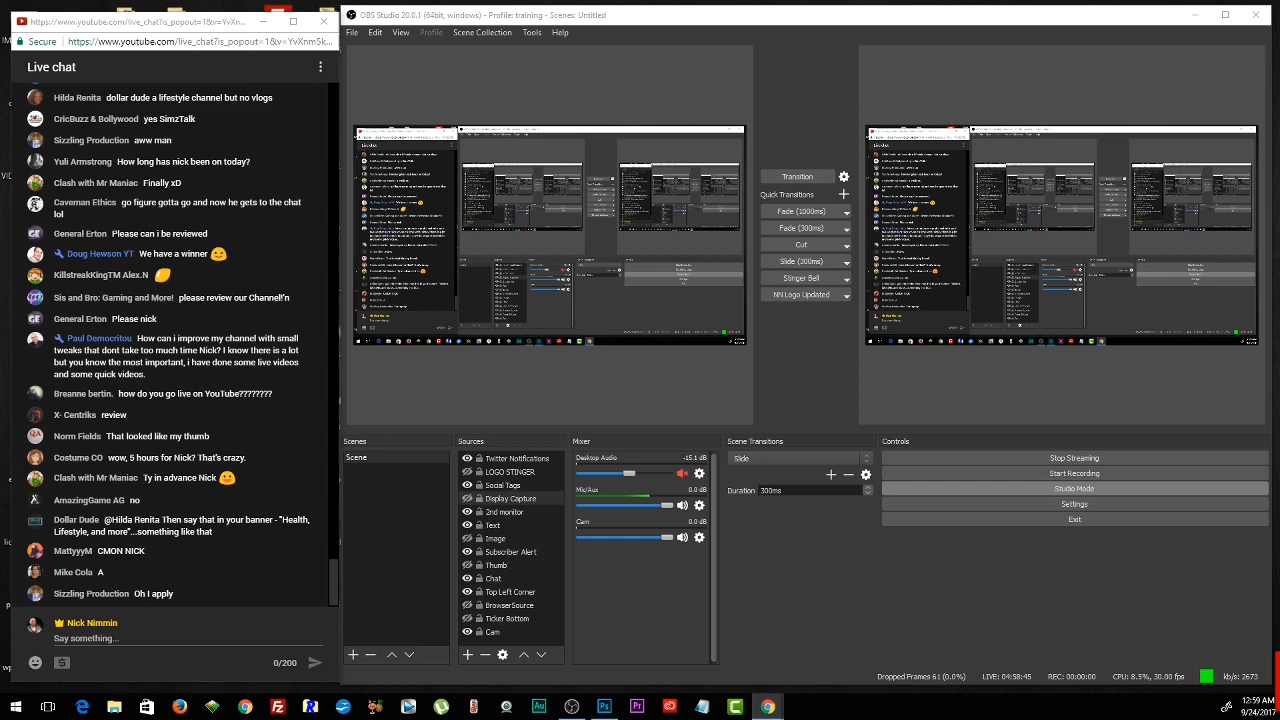 https://www.youtube.com/live_chat?is_popout=1&v=YvXn...
Secure https://www.youtube.com/live_chat?is_popout=1&v=YvXnm5k...
Live chat
Hilda Renita dollar dude a lifestyle channel but no vlogs
CricBuzz & Bollywood yes SimzTalk
Sizzling Production aww man
Yuli Armstrong How long has nick been on today?
Clash with Mr Maniac Finally xD
Caveman Ethos go figure i leave and now he gets to the chat
lol
General Erton Please can i be reviewed
Doug Hewson YT We have a winner
KillstreakKingTM Alex.N
Sis and Bro Gaming and More! please review our Channel!'n
General Erton Please nick
Paul Democritou How can i improve my channel with small
tweaks that dont take too much time Nick? I know there is a lot
but you know the most important, i have done some live videos
and some quick videos.
Breanne bertin. how do you go live on YouTube????????
X- Centriks review
Norm Fields That looked like my thumb
Costume CO wow, 5 hours for Nick? That's crazy.
Clash with Mr Maniac Ty in advance Nick
AmazingGame AG no
Dollar Dude @Hilda Renita Then say that in your banner - "Health,
Lifestyle, and more"...something like that
MattyyyM CMON NICK
Mike Cola A
Sizzling Production Oh I apply
Nick Nimmin
Say something...
0/200
OBS Studio 20.0.1 (64bit, windows) - Profile: training - Scenes: Untitled
File Edit View Profile Scene Collection Tools Help
Transition
Quick Transitions
Fade (1000ms)
Fade (300ms)
Cut
Slide (300ms)
Stinger Bell
NN Logo Updated
Scenes
Scene
Sources
Twitter Notifications
LOGO STINGER
Social Tags
Display Capture
2nd monitor
Text
Image
Subscriber Alert
Thumb
Chat
Top Left Corner
BrowserSource
Ticker Bottom
Cam
Mixer
Desktop Audio -15.1 dB
Mic/Aux 0.0 dB
Cam 0.0 dB
Scene Transitions
Slide
Duration 300ms
Controls
Stop Streaming
Start Recording
Studio Mode
Settings
Exit
Dropped Frames 61 (0.0%) LIVE: 04:58:45 REC: 00:00:00 CPU: 8.5%, 30.00 fps kb/s: 2673
12:59 AM
9/24/2017